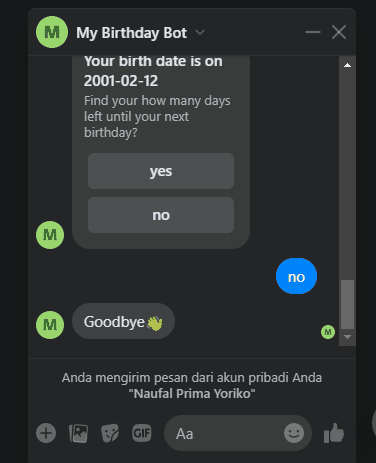 My Birthday Bot
Your birth date is on
2001-02-12
Find your how many days
left until your next
birthday?
yes
no
no
Goodbye👋
Anda mengirim pesan dari akun pribadi Anda
"Naufal Prima Yoriko"
GIF
Aa